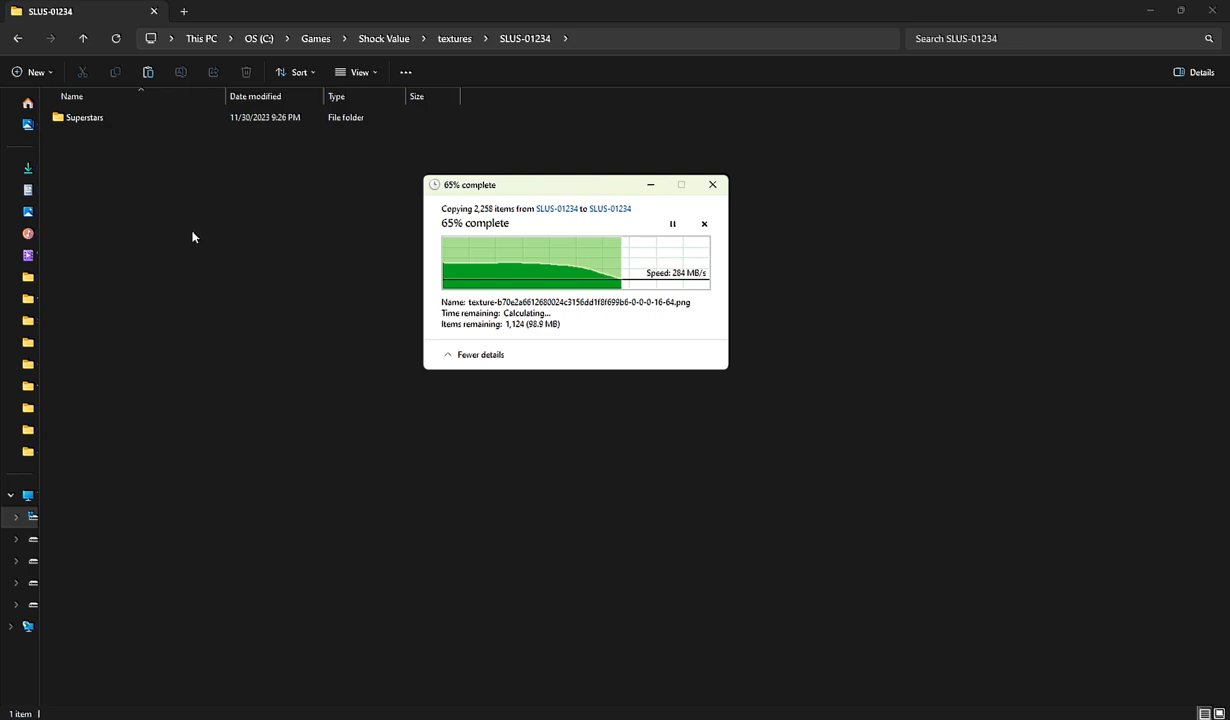 SLUS-01234
This PC > OS (C:) > Games > Shock Value > textures > SLUS-01234 >
Search SLUS-01234
New
Sort
View
Details
Name Date modified Type Size
Superstars 11/30/2023 9:26 PM File folder
65% complete
Copying 2,258 items from SLUS-01234 to SLUS-01234
65% complete
Speed: 284 MB/s
Name: texture-b70e2a6612680024c3156dd1f8f699b6-0-0-0-16-64.png
Time remaining: Calculating...
Items remaining: 1,124 (98.9 MB)
Fewer details
1 item